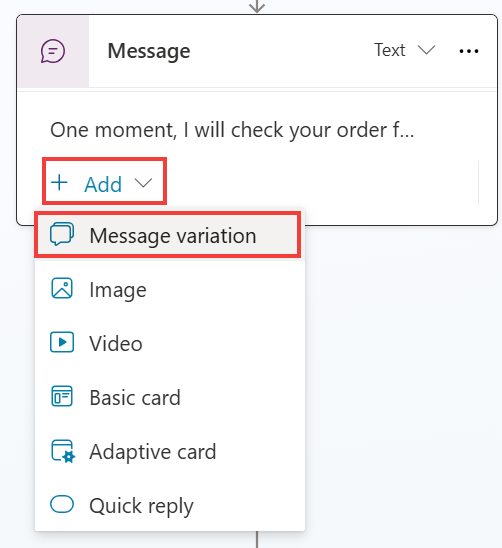 Message Text
One moment, I will check your order f...
Add
Message variation
Image
Video
Basic card
Adaptive card
Quick reply